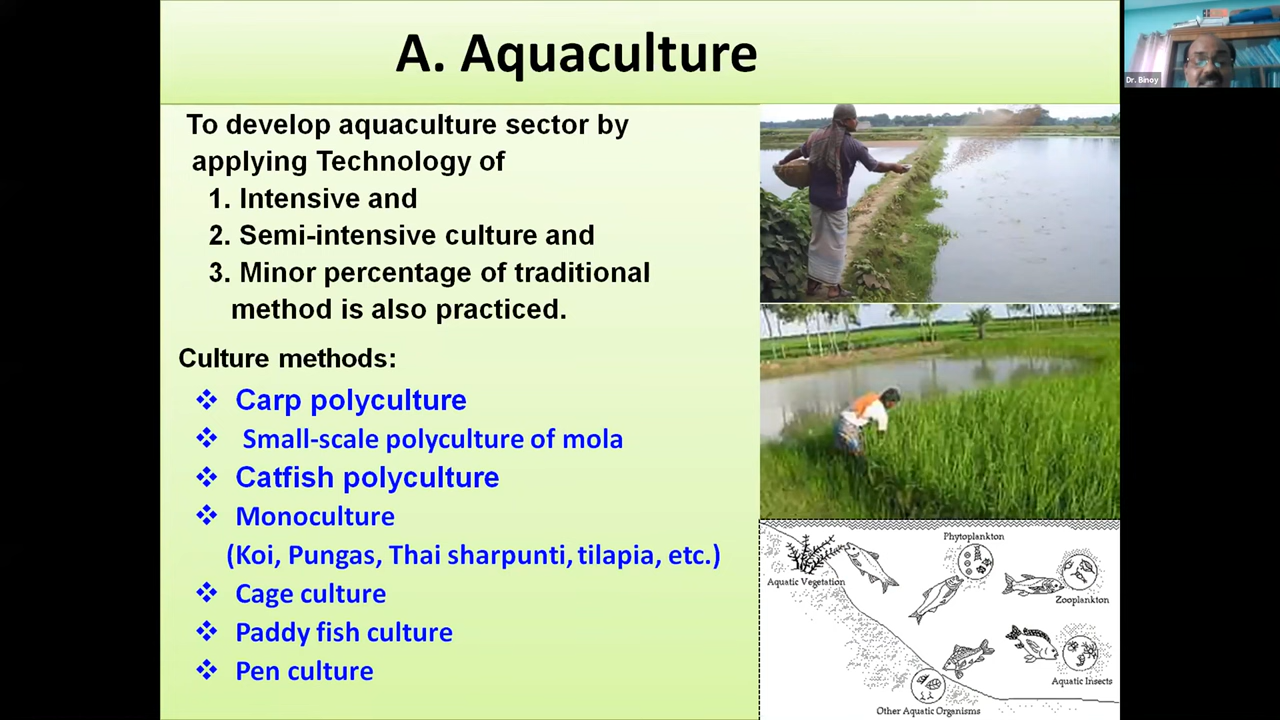 A. Aquaculture
Dr. Binoy
To develop aquaculture sector by
applying Technology of
1. Intensive and
2. Semi-intensive culture and
3. Minor percentage of traditional
method is also practiced.
Culture methods:
❖ Carp polyculture
❖ Small-scale polyculture of mola
❖ Catfish polyculture
❖ Monoculture
(Koi, Pungas, Thai sharpunti, tilapia, etc.)
❖ Cage culture
❖ Paddy fish culture
❖ Pen culture
Phytoplankton
Aquatic Vegetation
Zooplankton
Aquatic Insects
Other Aquatic Organisms